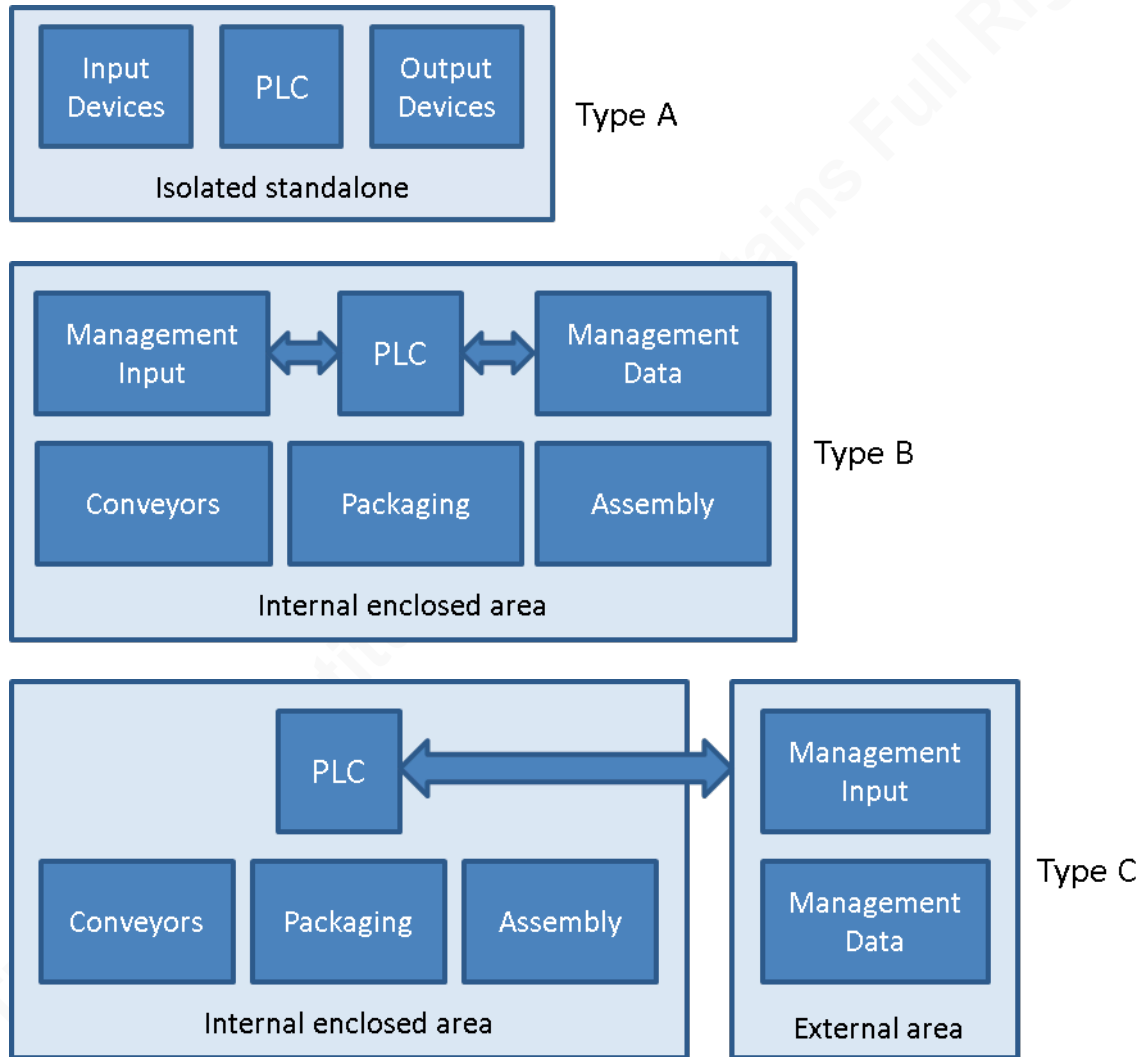 Input
Devices
PLC
Output
Devices
Type A
Isolated standalone
Management
Input
PLC
Management
Data
Type B
Conveyors
Packaging
Assembly
Internal enclosed area
PLC
Management
Input
Type C
Conveyors
Packaging
Assembly
Management
Data
Internal enclosed area
External area